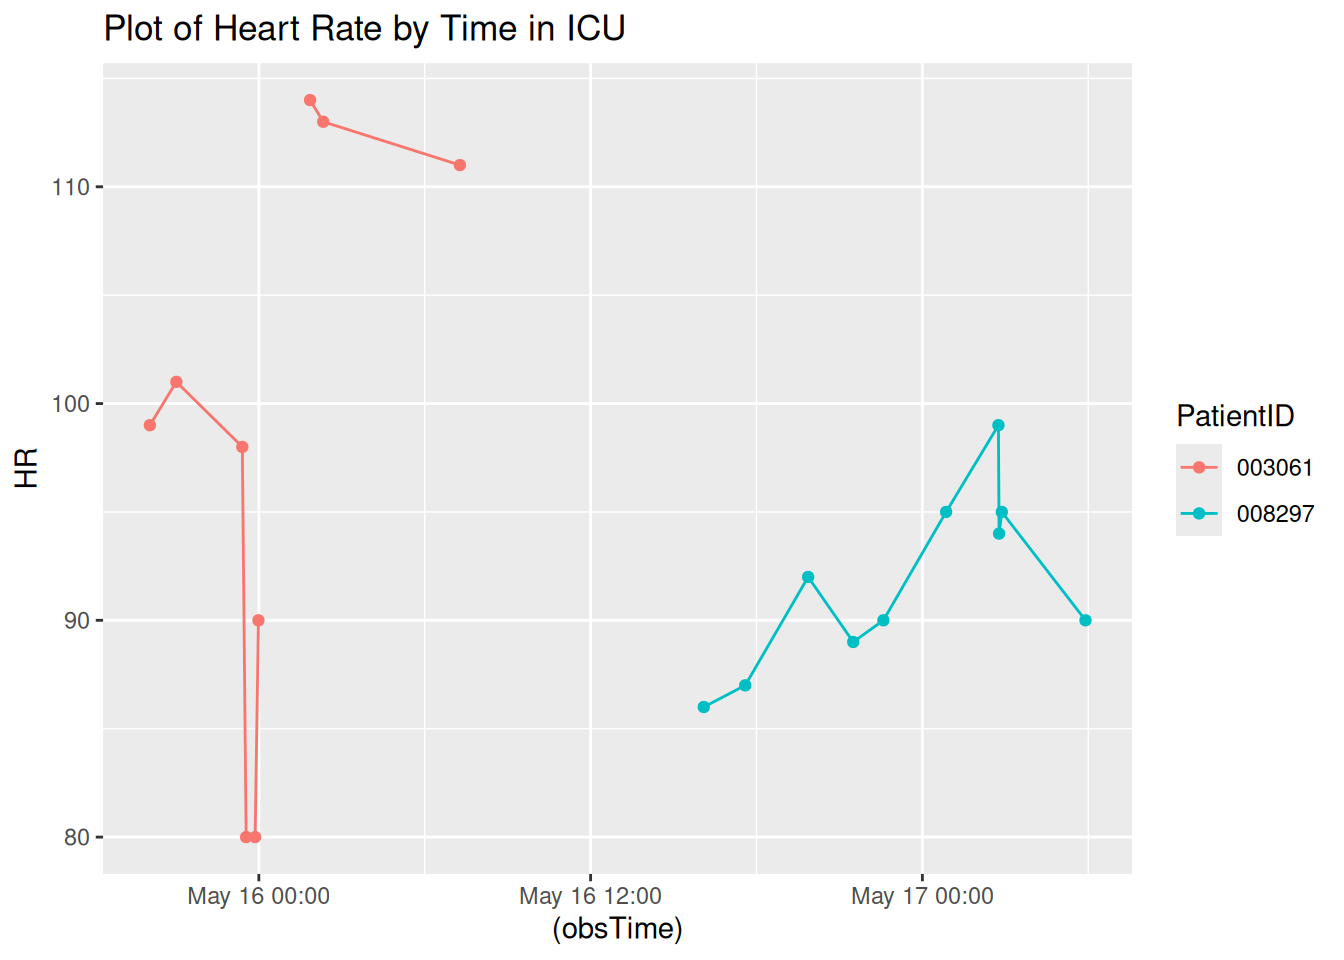 Plot of Heart Rate by Time in ICU
HR
110
100
90
80
May 16 00:00
May 16 12:00
May 17 00:00
(obsTime)
PatientID
003061
008297